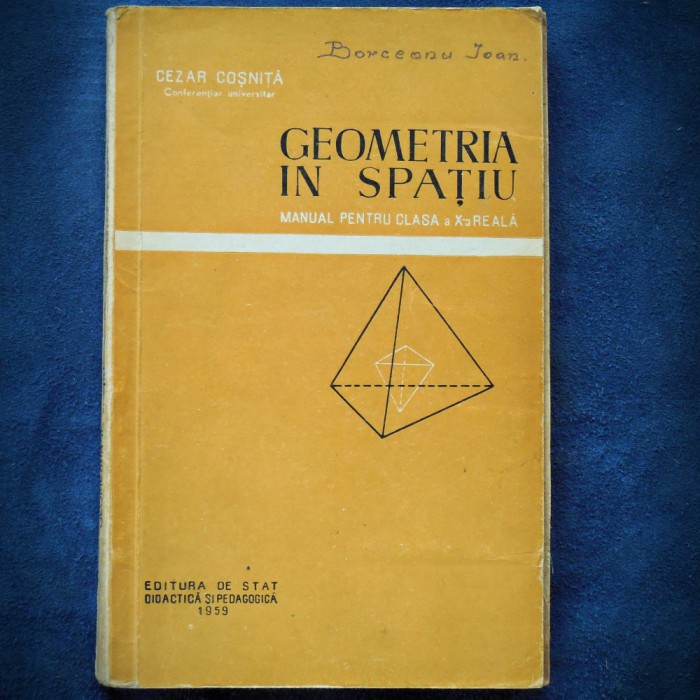 Borceanu Ioan.
CEZAR COȘNIȚĂ
Conferențiar universitar
GEOMETRIA
IN SPAȚIU
MANUAL PENTRU CLASA a X-a REALĂ
EDITURA DE STAT
DIDACTICĂ ȘI PEDAGOGICĂ
1959